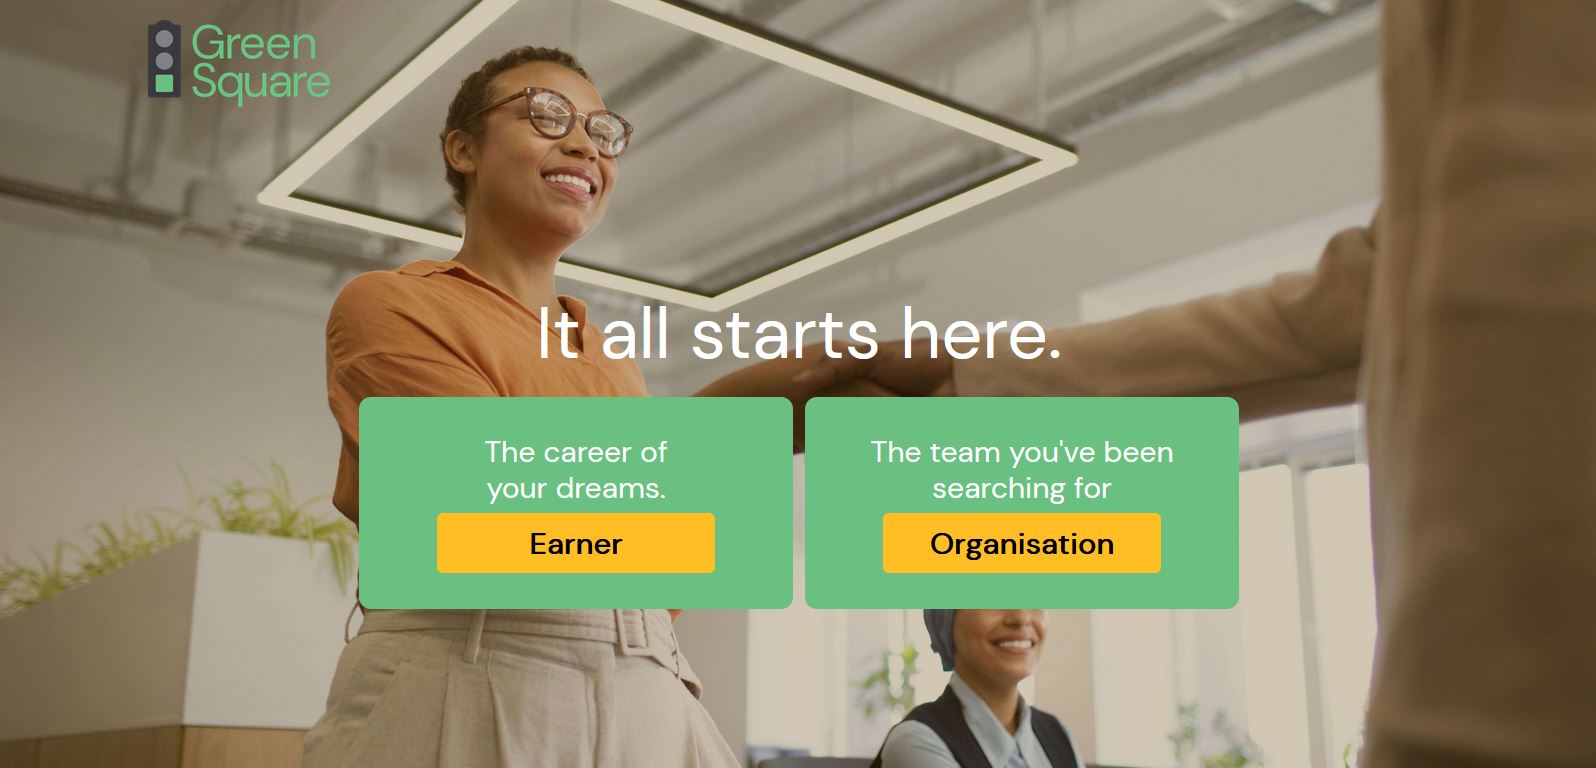 Green
Square
It all starts here.
The career of
your dreams.
Earner
The team you've been
searching for
Organisation